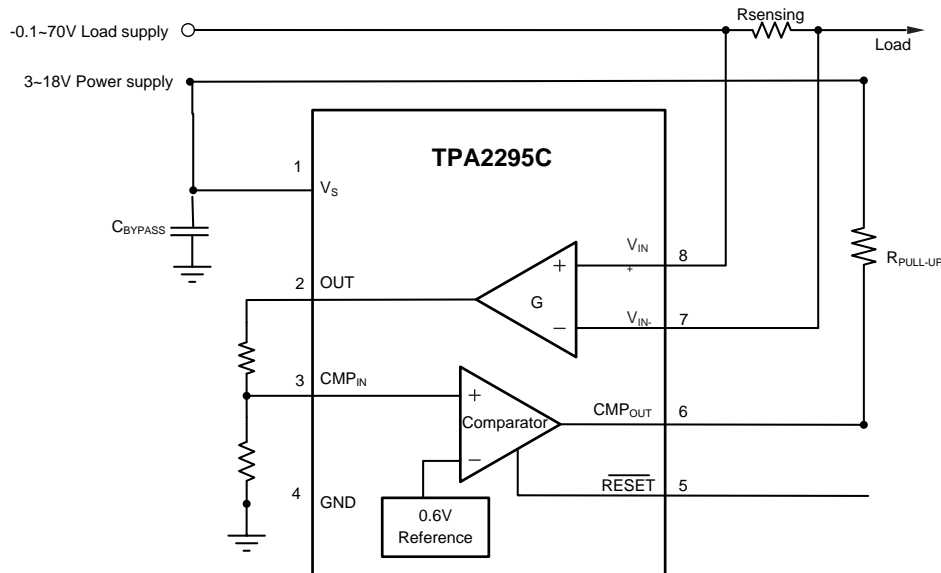 Rsensing
-0.1~70V Load supply
Load
3~18V Power supply
TPA2295C
1
VS
CBYPASS
VIN
+
8
RPULL-UP
2
OUT
+
G
−
VIN-
7
3
CMPIN
+
Comparator
−
CMPOUT
6
4
GND
RESET
5
0.6V
Reference